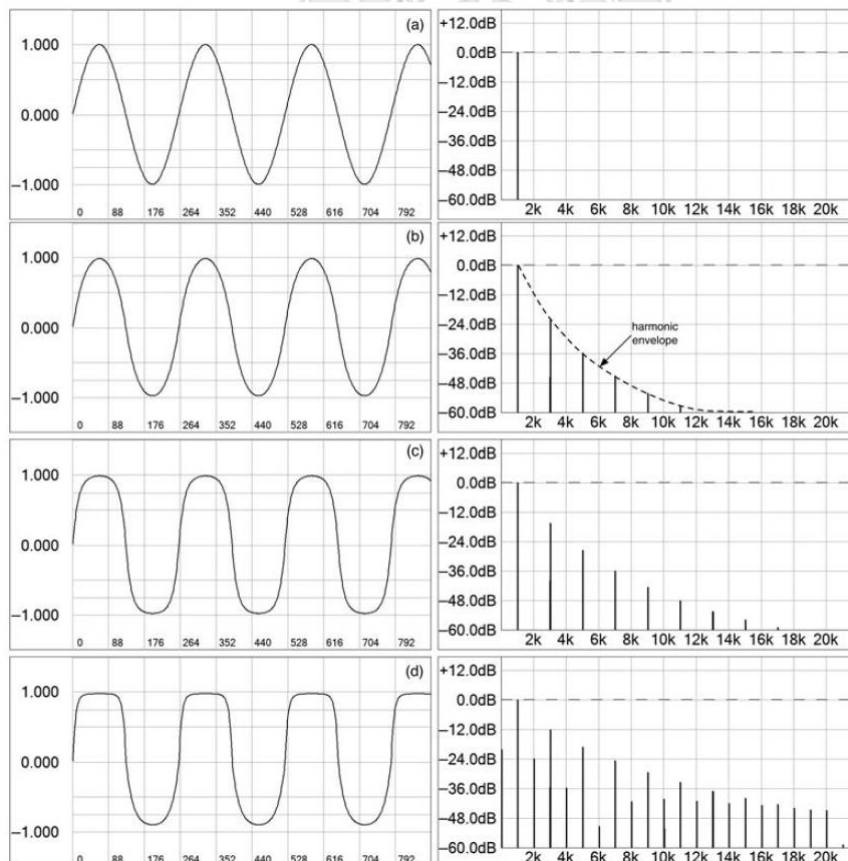 (a)
1.000
0.000
−1.000
0 88 176 264 352 440 528 616 704 792
+12.0dB
0.0dB
−12.0dB
−24.0dB
−36.0dB
−48.0dB
−60.0dB
2k 4k 6k 8k 10k 12k 14k 16k 18k 20k
(b)
1.000
0.000
−1.000
0 88 176 264 352 440 528 616 704 792
+12.0dB
0.0dB
−12.0dB
−24.0dB
−36.0dB
−48.0dB
−60.0dB
harmonic
envelope
2k 4k 6k 8k 10k 12k 14k 16k 18k 20k
(c)
1.000
0.000
−1.000
0 88 176 264 352 440 528 616 704 792
+12.0dB
0.0dB
−12.0dB
−24.0dB
−36.0dB
−48.0dB
−60.0dB
2k 4k 6k 8k 10k 12k 14k 16k 18k 20k
(d)
1.000
0.000
−1.000
0 88 176 264 352 440 528 616 704 792
+12.0dB
0.0dB
−12.0dB
−24.0dB
−36.0dB
−48.0dB
−60.0dB
2k 4k 6k 8k 10k 12k 14k 16k 18k 20k